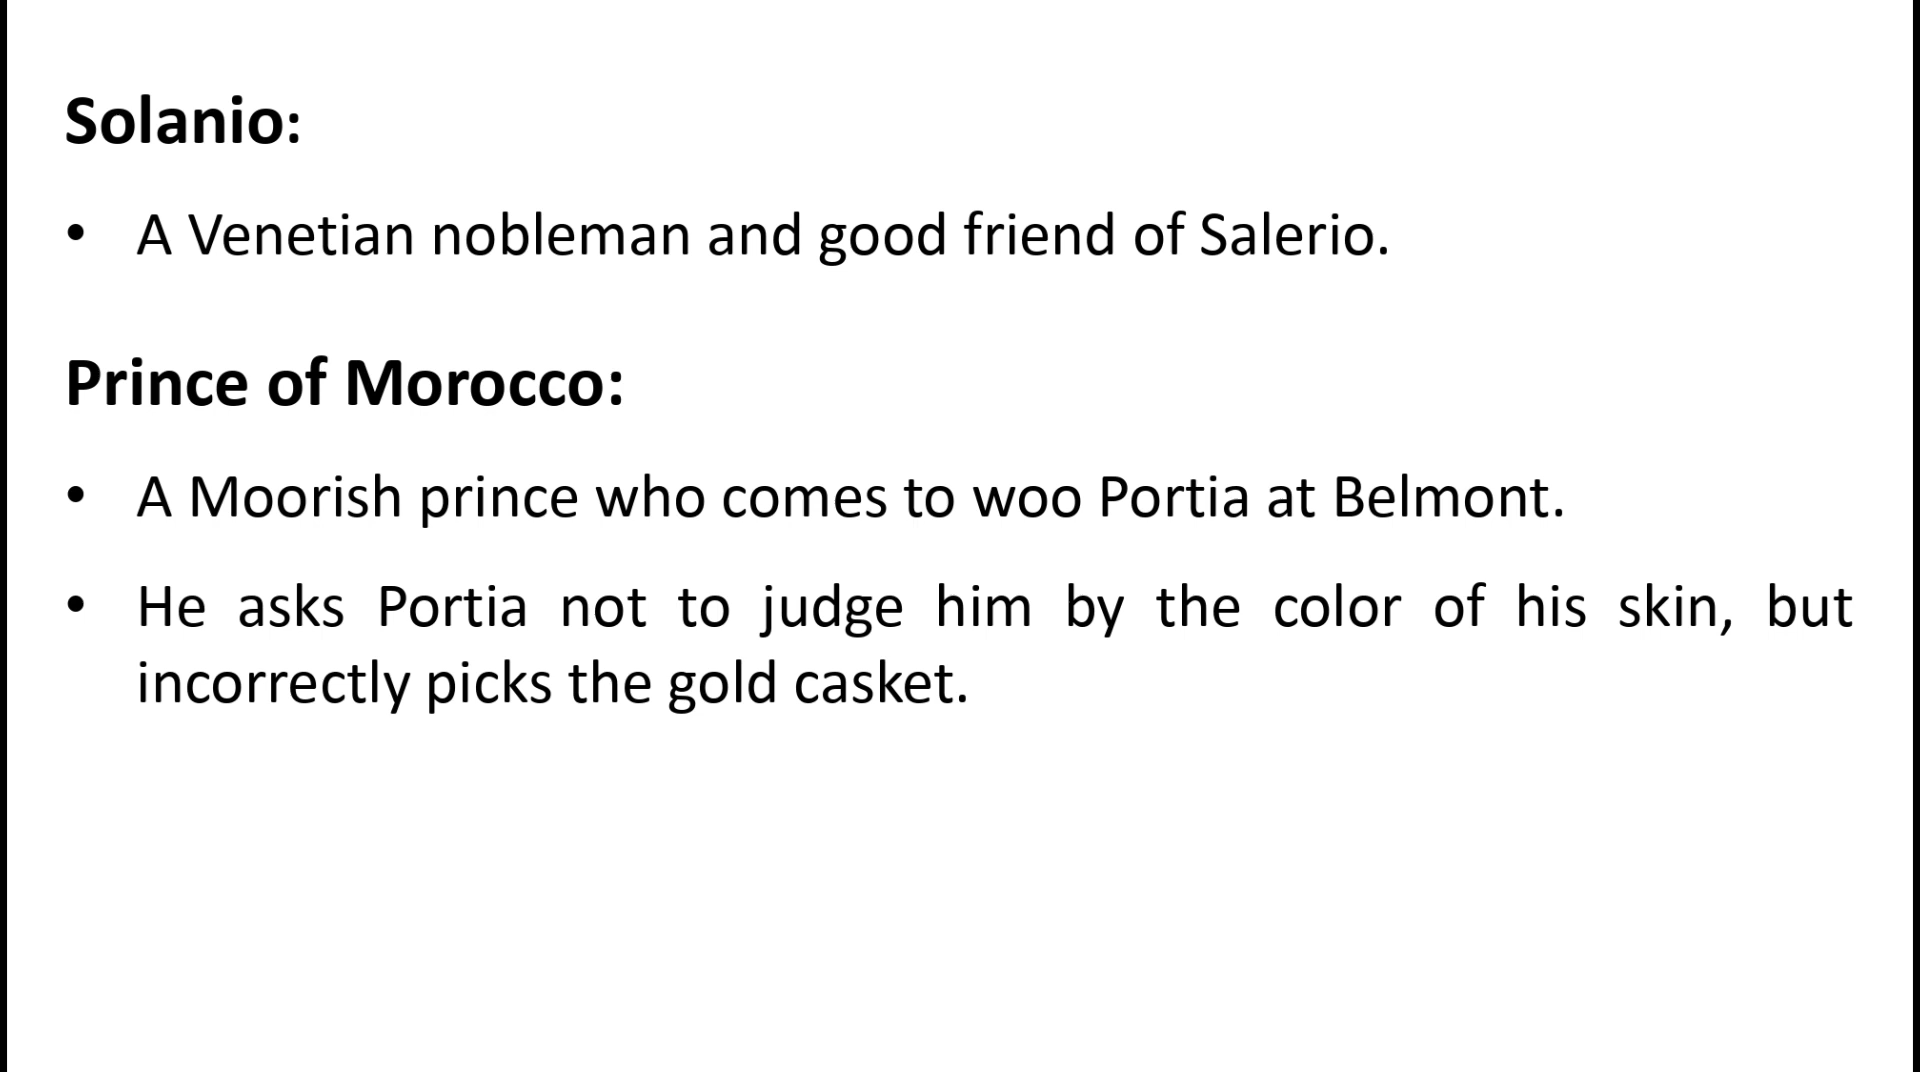 Solanio:
• A Venetian nobleman and good friend of Salerio.
Prince of Morocco:
• A Moorish prince who comes to woo Portia at Belmont.
• He asks Portia not to judge him by the color of his skin, but
incorrectly picks the gold casket.